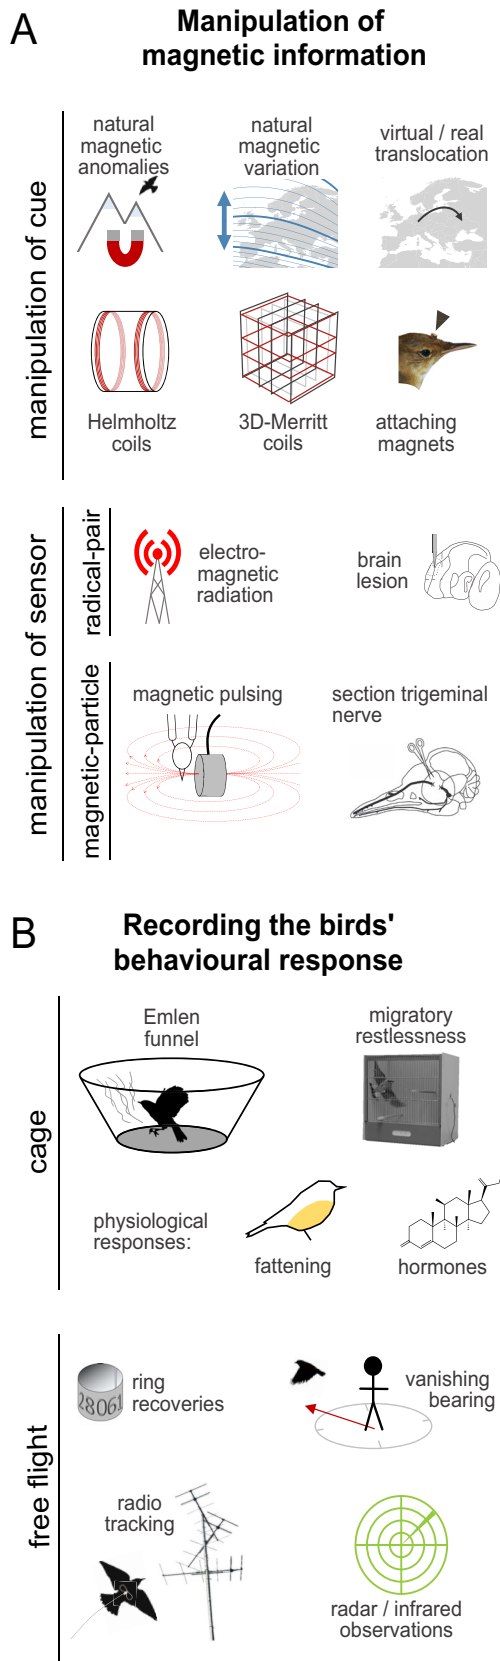 A
Manipulation of
magnetic information
manipulation of cue
natural
magnetic
anomalies
natural
magnetic
variation
virtual / real
translocation
Helmholtz
coils
3D-Merritt
coils
attaching
magnets
manipulation of sensor
radical-pair
electro-
magnetic
radiation
brain
lesion
magnetic-particle
magnetic pulsing
section trigeminal
nerve
B
Recording the birds'
behavioural response
cage
Emlen
funnel
migratory
restlessness
physiological
responses:
fattening
hormones
free flight
28061
ring
recoveries
vanishing
bearing
radio
tracking
radar / infrared
observations